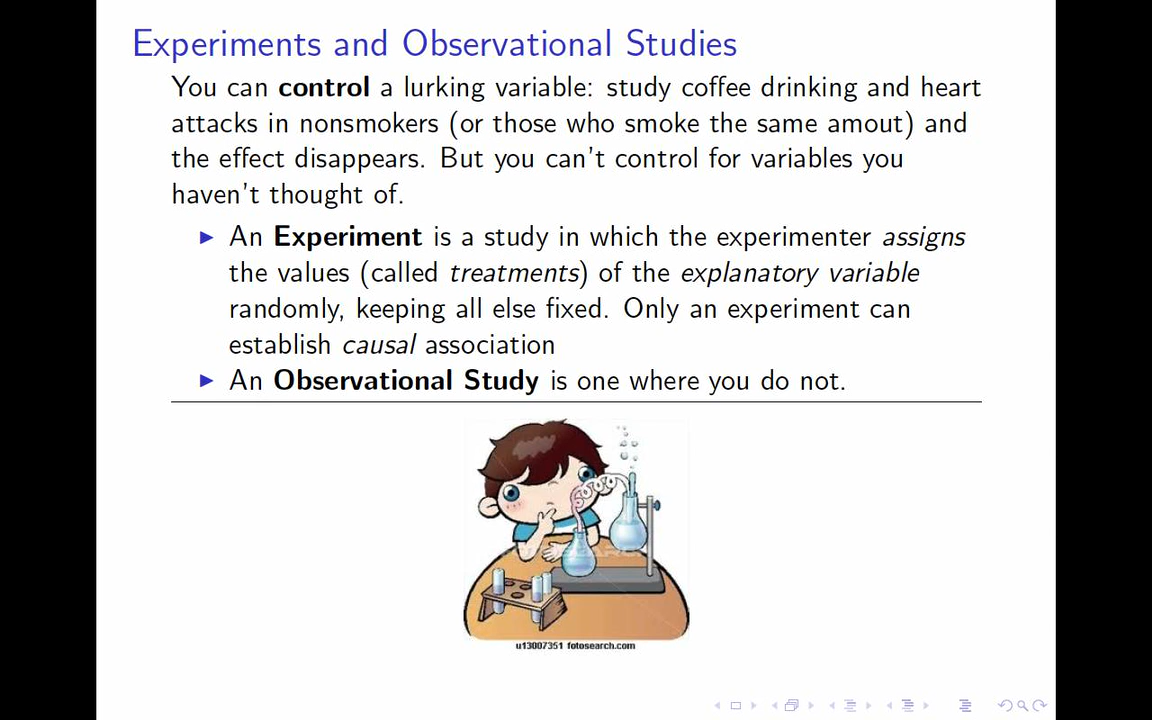 Experiments and Observational Studies
You can control a lurking variable: study coffee drinking and heart
attacks in nonsmokers (or those who smoke the same amout) and
the effect disappears. But you can't control for variables you
haven't thought of.
An Experiment is a study in which the experimenter assigns
the values (called treatments) of the explanatory variable
randomly, keeping all else fixed. Only an experiment can
establish causal association
An Observational Study is one where you do not.
u13007351 fotosearch.com